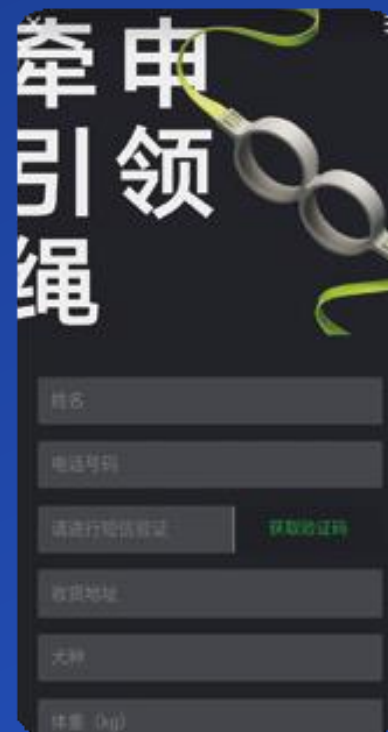 申领
牵引绳
姓名
电话号码
请进行短信验证 获取验证码
收货地址
犬种
体重（kg）